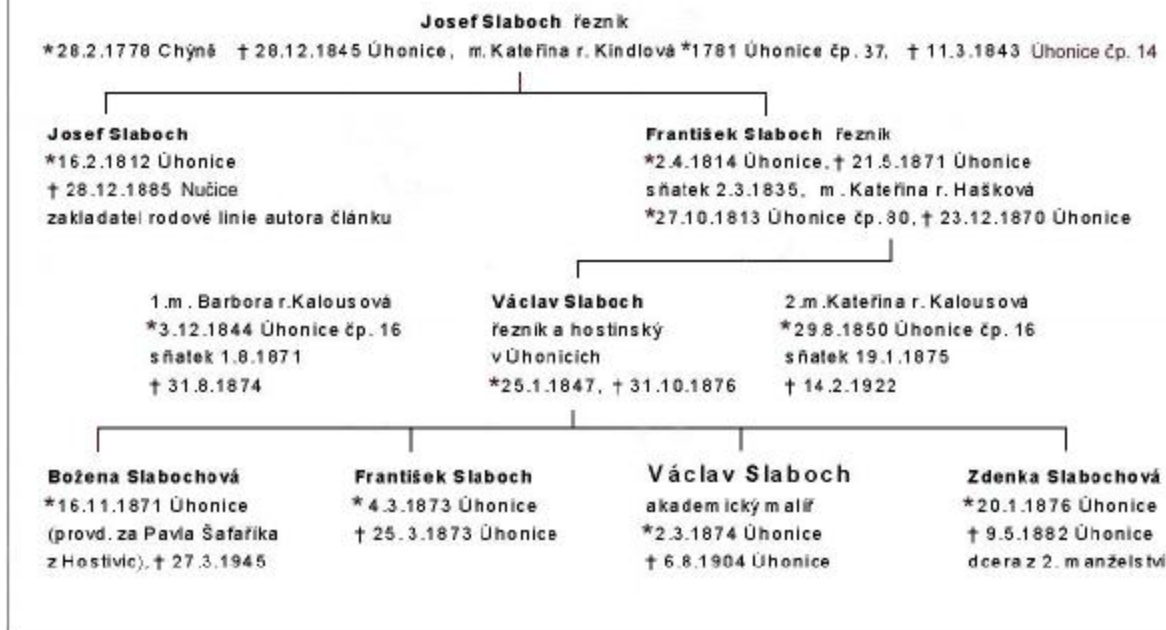 Josef Slaboch řezník
*28.2.1778 Chýně † 28.12.1845 Úhonice, m. Kateřina r. Kindlová *1781 Úhonice čp. 37, † 11.3.1843 Úhonice čp. 14
Josef Slaboch
*16.2.1812 Úhonice
† 28.12.1885 Nučice
zakladatel rodové linie autora článku
František Slaboch řezník
*2.4.1814 Úhonice, † 21.5.1871 Úhonice
sňatek 2.3.1835, m. Kateřina r. Hašková
*27.10.1813 Úhonice čp. 80, † 23.12.1870 Úhonice
1.m. Barbora r.Kalousová
*3.12.1844 Úhonice čp. 16
sňatek 1.8.1871
† 31.8.1874
Václav Slaboch
řezník a hostinský
v Úhonicích
*25.1.1847, † 31.10.1876
2.m.Kateřina r. Kalousová
*29.8.1850 Úhonice čp. 16
sňatek 19.1.1875
† 14.2.1922
Božena Slabochová
*16.11.1871 Úhonice
(provd. za Pavla Šafaříka
z Hostivic), † 27.3.1945
František Slaboch
* 4.3.1873 Úhonice
† 25.3.1873 Úhonice
Václav Slaboch
akademický malíř
*2.3.1874 Úhonice
† 6.8.1904 Úhonice
Zdenka Slabochová
*20.1.1876 Úhonice
† 9.5.1882 Úhonice
dcera z 2. manželství